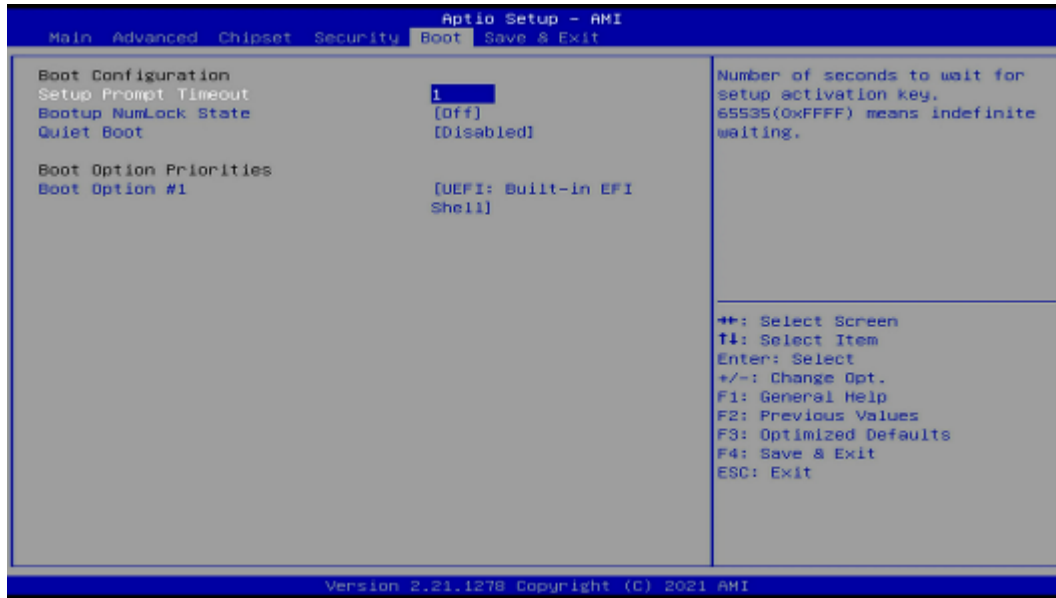 Aptio Setup - AMI
Main Advanced Chipset Security Boot Save & Exit
Boot Configuration
Setup Prompt Timeout 1
Bootup NumLock State [Off]
Quiet Boot [Disabled]
Boot Option Priorities
Boot Option #1 [UEFI: Built-in EFI
Shell]
Number of seconds to wait for
setup activation key.
65535(0xFFFF) means indefinite
waiting.
→←: Select Screen
↑↓: Select Item
Enter: Select
+/-: Change Opt.
F1: General Help
F2: Previous Values
F3: Optimized Defaults
F4: Save & Exit
ESC: Exit
Version 2.21.1278 Copyright (C) 2021 AMI